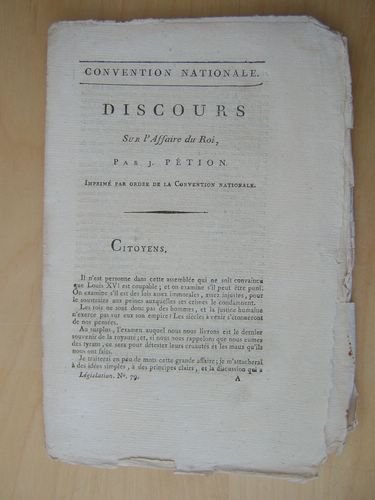 CONVENTION NATIONALE.
DISCOURS
SUR l'Affaire du Roi,
PAR J. PÉTION.
IMPRIMÉ PAR ORDRE DE LA CONVENTION NATIONALE.
CITOYENS,
Il n'est personne dans cette assemblée qui ne soit convaincu
que Louis XVI est coupable; et on examine s'il peut être puni.
On examine s'il est des lois assez immorales, assez injustes, pour
le soustraire aux peines auxquelles ses crimes le condamnent.
Les rois ne sont donc pas des hommes, et la justice humaine
n'exerce pas sur eux son empire! Les siècles à venir s'étonneront
de nos pensées.
Au surplus, l'examen auquel nous nous livrons est le dernier
souvenir de la royauté; et, si nous nous rappelons que nous eumes
des tyrans, ce sera pour détester leurs cruautés et les maux qu'ils
nous ont faits.
Je traiterai en peu de mots cette grande affaire; je m'attacherai
à des idées simples, à des principes clairs, et la discussion qui a
Législation. N°. 79. A